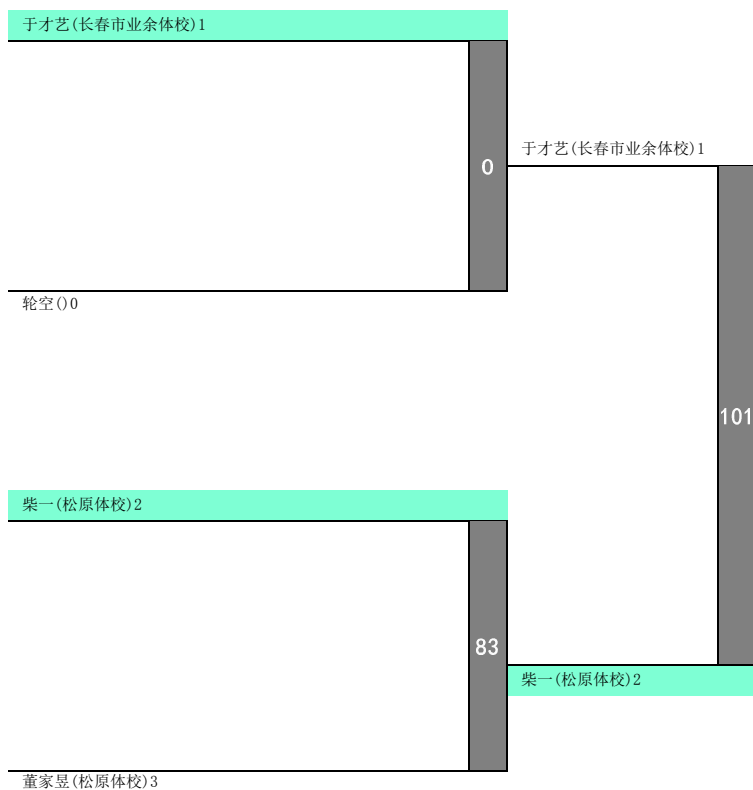 于才艺(长春市业余体校)1
0
于才艺(长春市业余体校)1
轮空()0
101
柴一(松原体校)2
83
柴一(松原体校)2
董家昱(松原体校)3